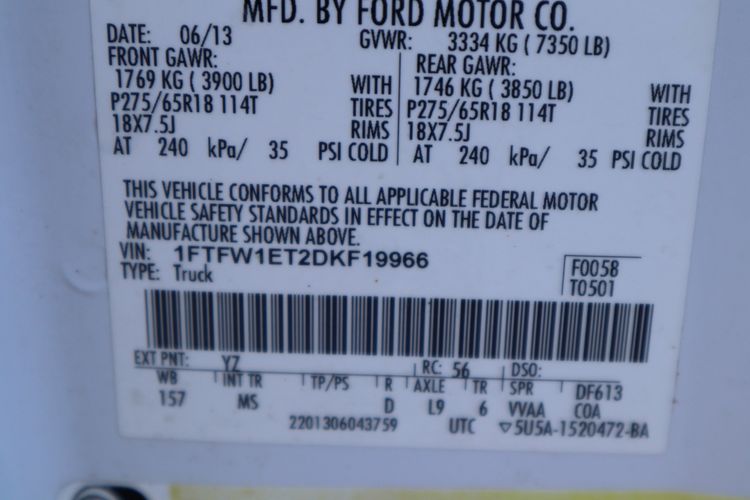 MFD. BY FORD MOTOR CO.
DATE: 06/13 GVWR: 3334 KG ( 7350 LB)
FRONT GAWR: REAR GAWR:
1769 KG ( 3900 LB) WITH 1746 KG ( 3850 LB) WITH
P275/65R18 114T TIRES P275/65R18 114T TIRES
18X7.5J RIMS 18X7.5J RIMS
AT 240 kPa/ 35 PSI COLD AT 240 kPa/ 35 PSI COLD
THIS VEHICLE CONFORMS TO ALL APPLICABLE FEDERAL MOTOR
VEHICLE SAFETY STANDARDS IN EFFECT ON THE DATE OF
MANUFACTURE SHOWN ABOVE.
VIN: 1FTFW1ET2DKF19966
TYPE: Truck
F0058
T0501
EXT PNT: YZ RC: 56 DSO:
WB INT TR TP/PS R AXLE TR SPR DF613
157 MS D L9 6 VVAA COA
2201306043759 UTC ▽5U5A-1520472-BA